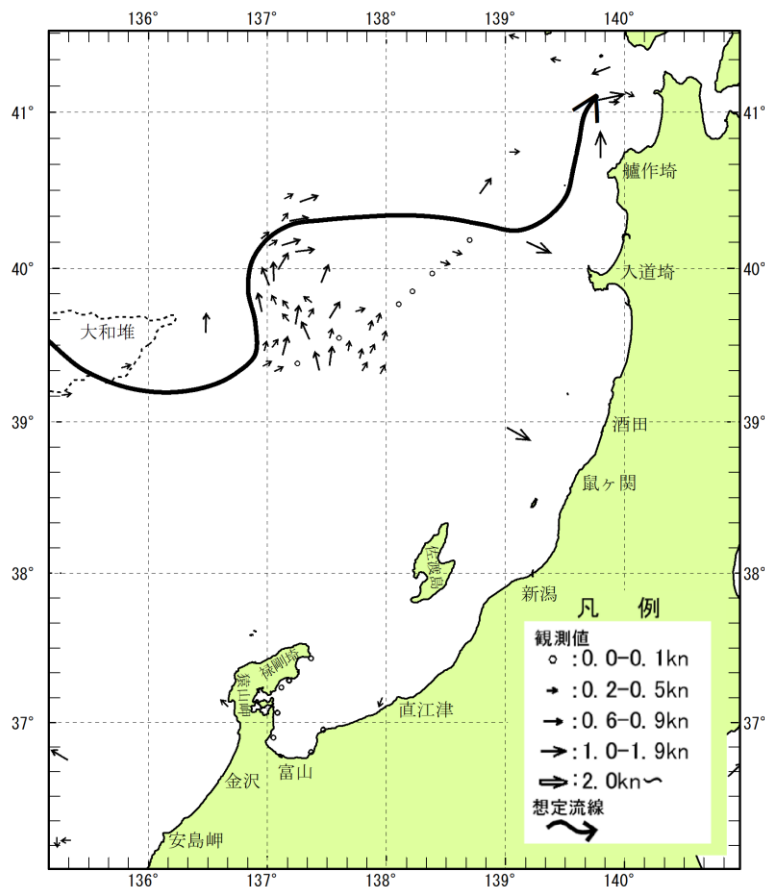 136° 137° 138° 139° 140°
41° 41°
艫作埼
40° 入道埼 40°
大和堆
39° 39°
酒田
鼠ヶ関
佐渡島
38° 38°
新潟
凡 例
観測値
:0.0-0.1kn
禄剛埼
:0.2-0.5kn
猿山岬
直江津
37° 37°
:0.6-0.9kn
:1.0-1.9kn
富山
金沢
:2.0kn〜
想定流線
安島岬
136° 137° 138° 139° 140°